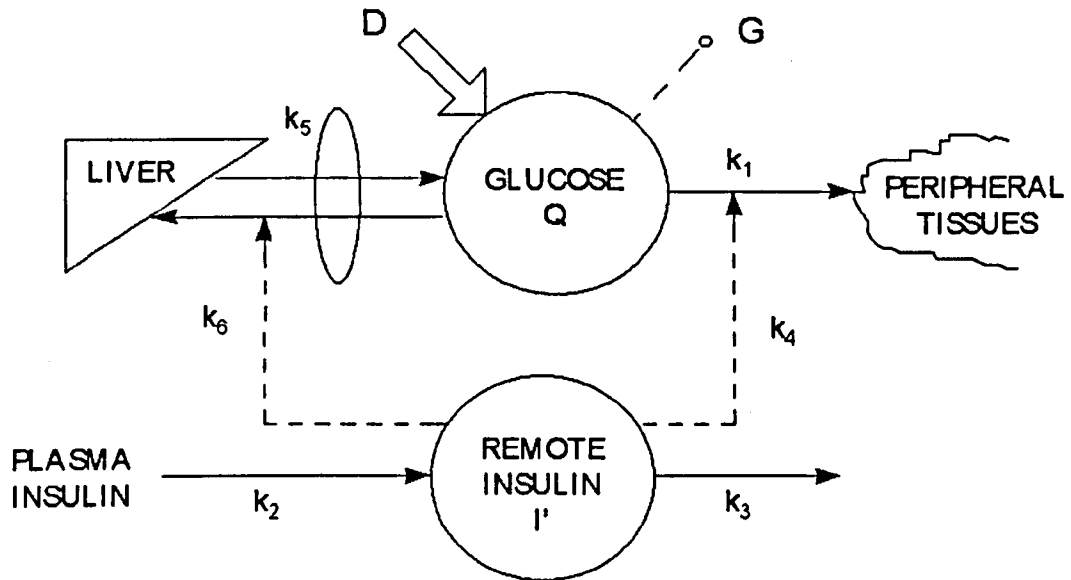 D
G
k5
LIVER
GLUCOSE
Q
k1
PERIPHERAL
TISSUES
k6
k4
PLASMA
INSULIN
k2
REMOTE
INSULIN
I'
k3